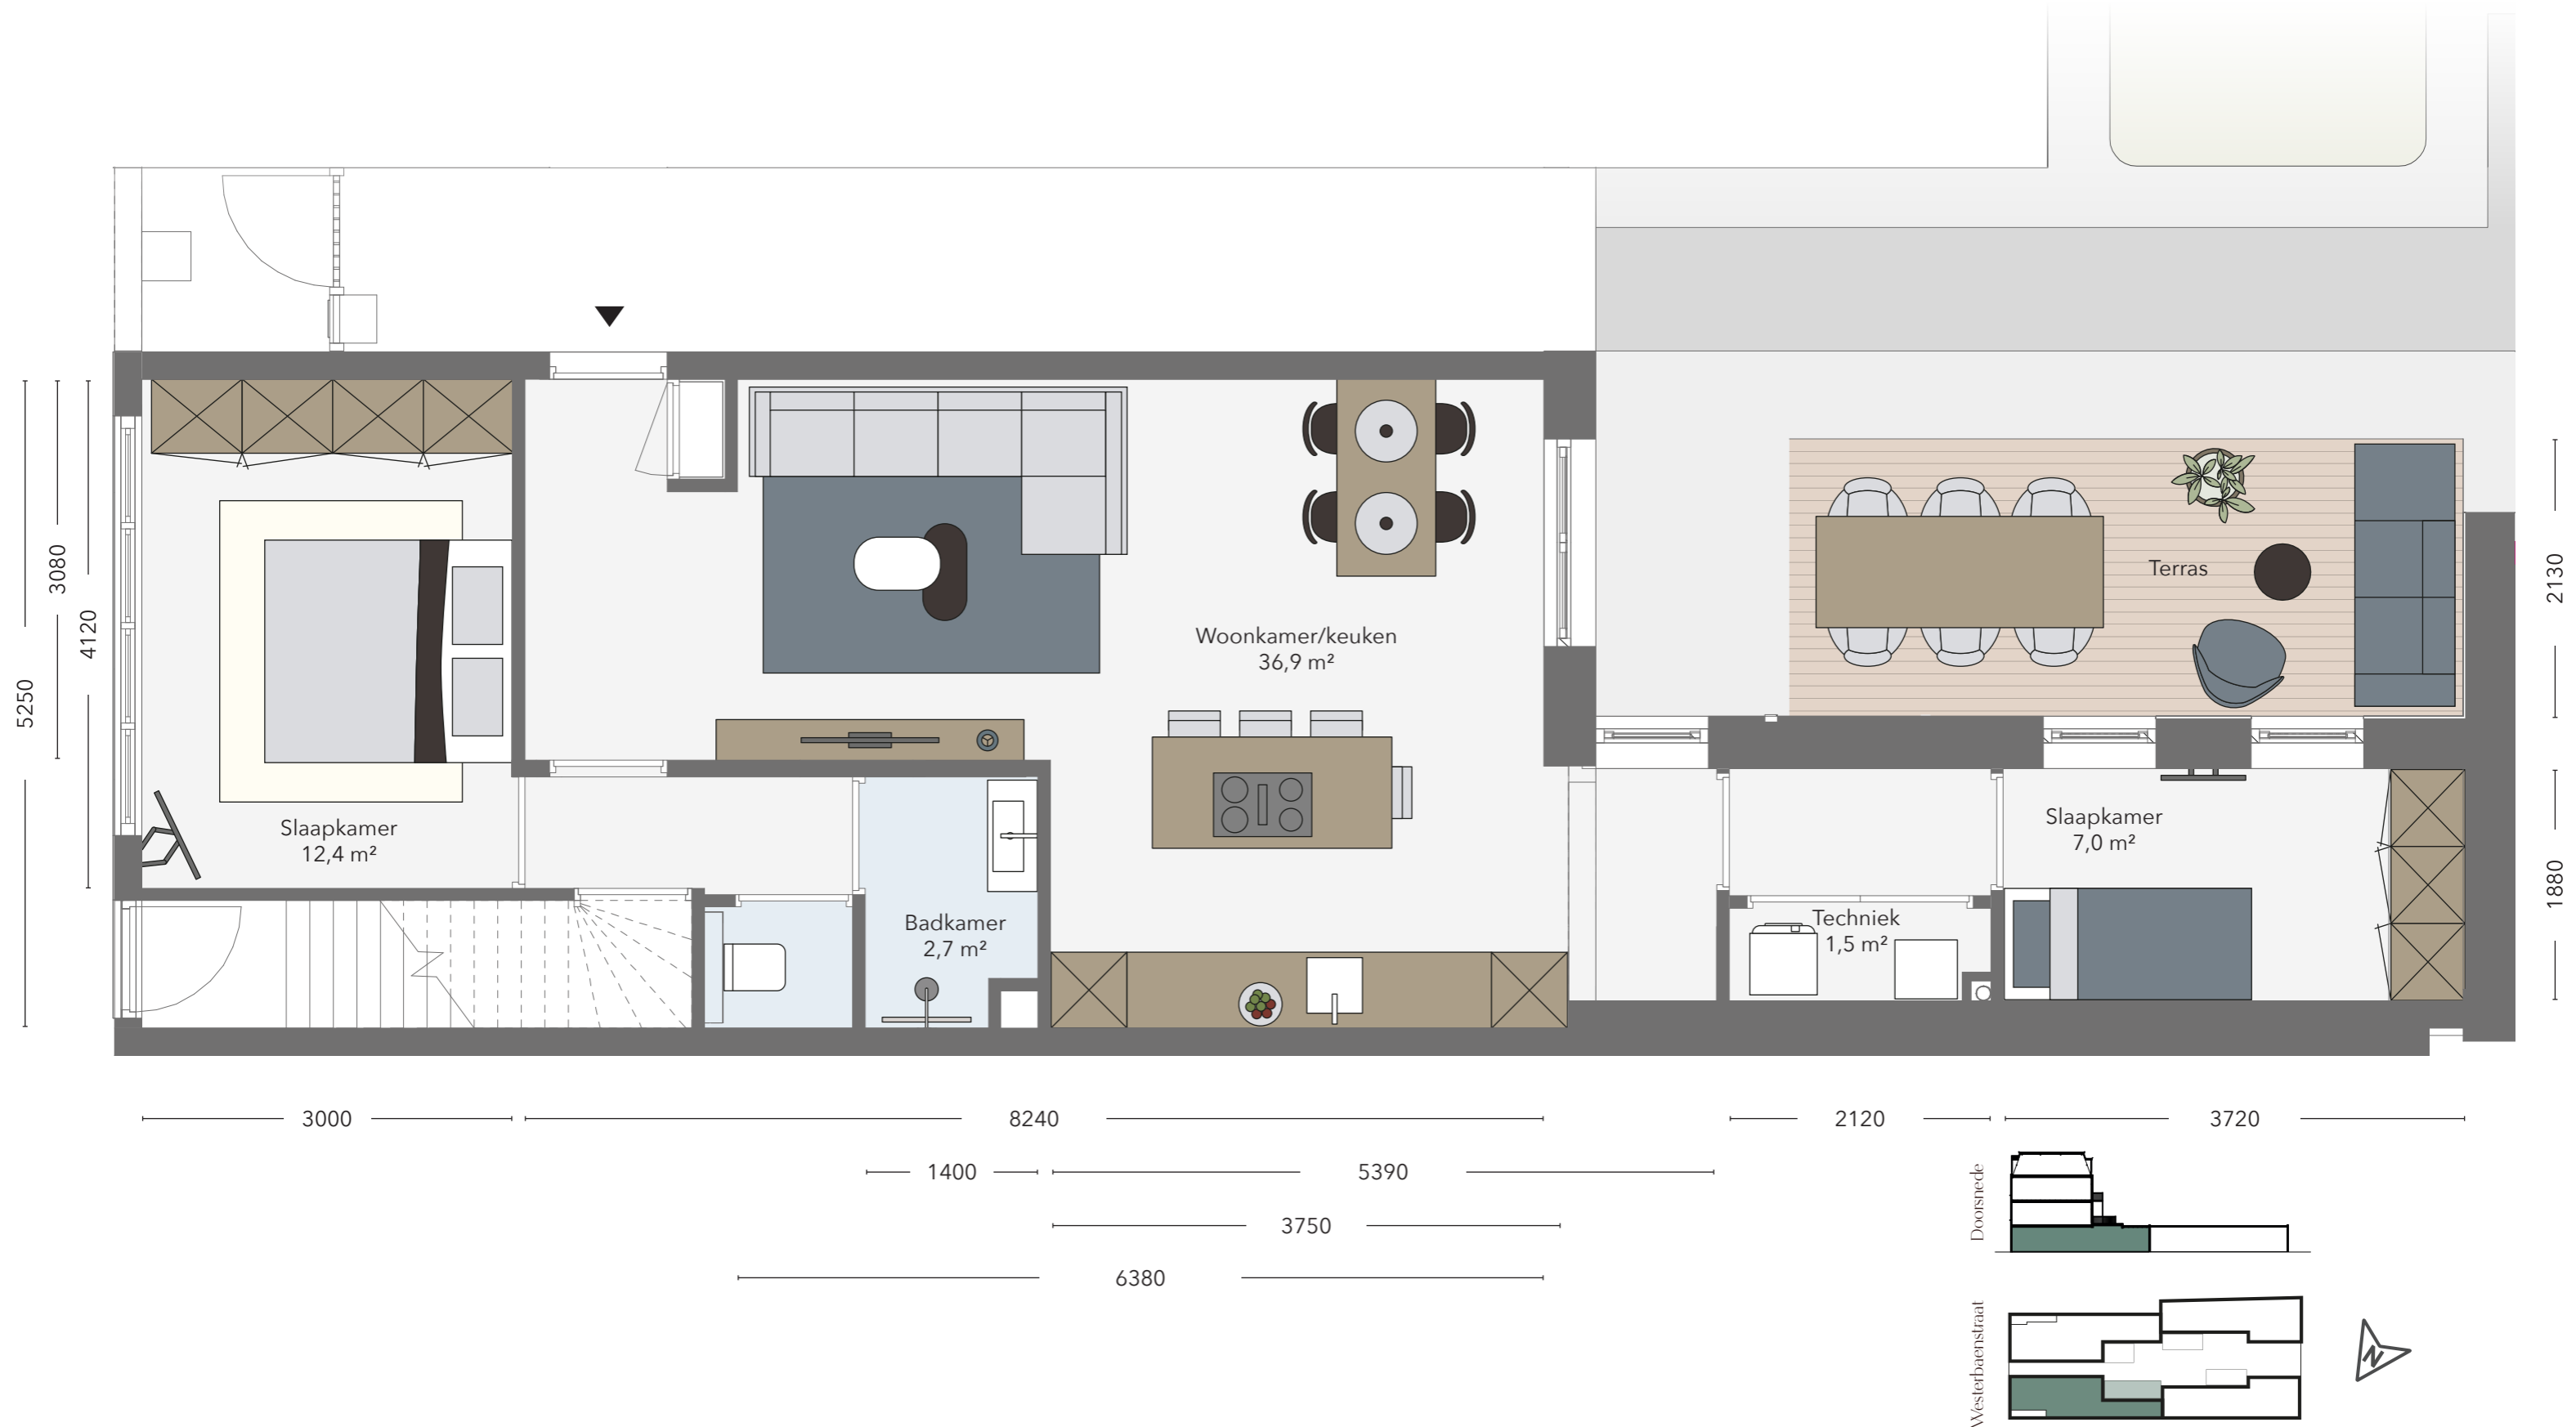 Woonkamer/keuken
36,9 m²
Terras
Slaapkamer
12,4 m²
Slaapkamer
7,0 m²
Badkamer
2,7 m²
Techniek
1,5 m²
5250
3080
4120
2130
1880
3000
8240
2120
3720
1400
5390
3750
6380
Doorsnede
Westerbaenstraat
N